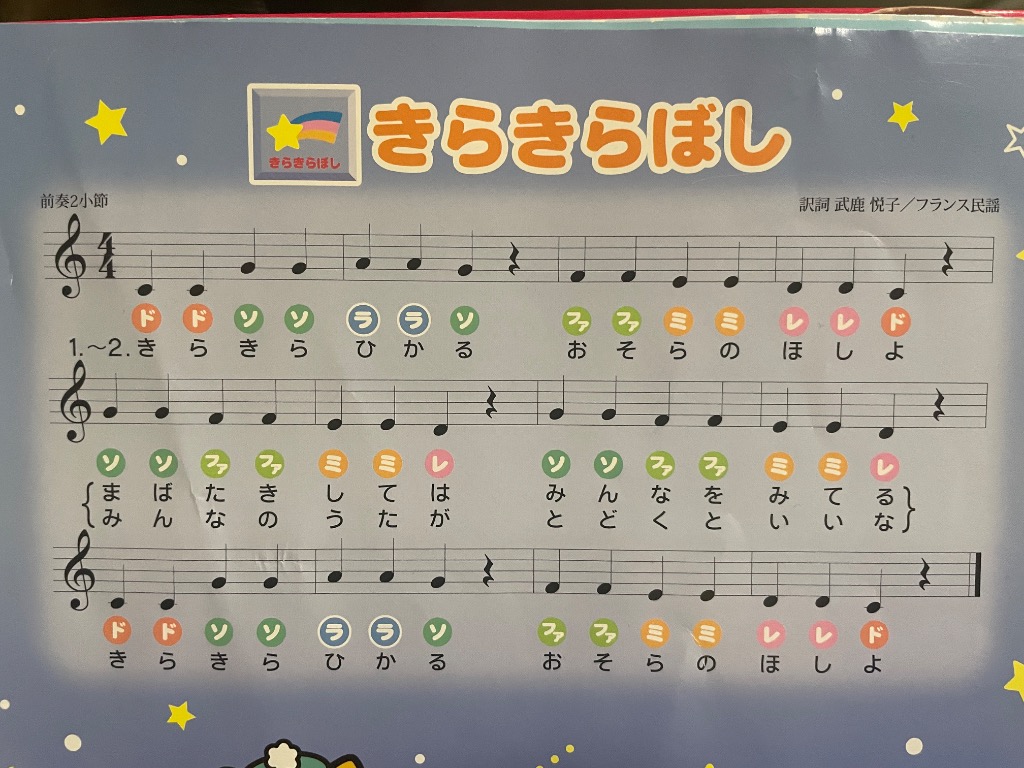 きらきらぼし
きらきらぼし
前奏2小節
訳詞 武鹿 悦子／フランス民謡
4
4
ド ド ソ ソ ラ ラ ソ ファ ファ ミ ミ レ レ ド
1.～2. き ら き ら ひ か る お そ ら の ほ し よ
ソ ソ ファ ファ ミ ミ レ ソ ソ ファ ファ ミ ミ レ
ま ば た き し て は み ん な を み て る
み ん な の う た が と ど く と い い な
ド ド ソ ソ ラ ラ ソ ファ ファ ミ ミ レ レ ド
き ら き ら ひ か る お そ ら の ほ し よ